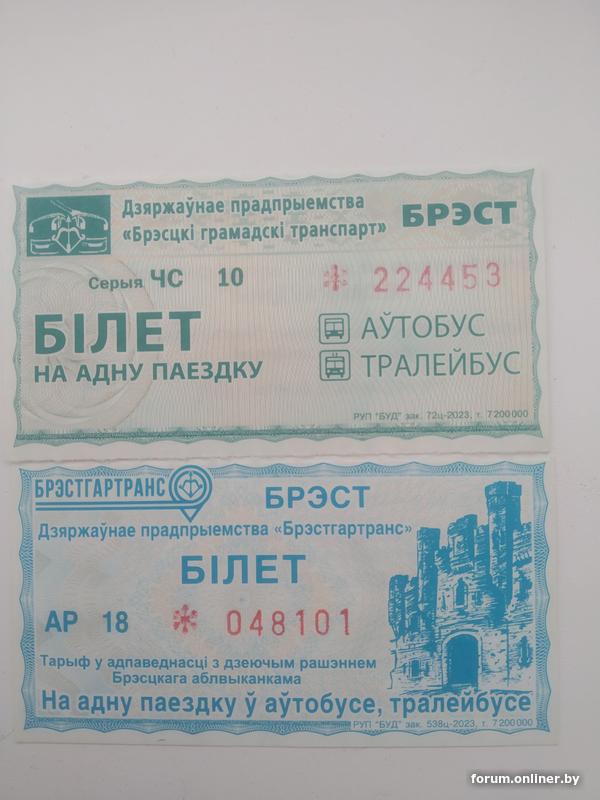 Дзяржаўнае прадпрыемства
«Брэсцкі грамадскі транспарт»
БРЭСТ
Серыя ЧС 10 224453
БІЛЕТ
НА АДНУ ПАЕЗДКУ
АЎТОБУС
ТРАЛЕЙБУС
РУП "БУД" зак. 72ц-2023, т. 7200000
БРЭСТГАРТРАНС
БРЭСТ
Дзяржаўнае прадпрыемства «Брэстгартранс»
БІЛЕТ
АР 18 048101
Тарыф у адпаведнасці з дзеючым рашэннем
Брэсцкага аблвыканкама
На адну паездку ў аўтобусе, тралейбусе
РУП "БУД" зак. 538ц-2023, т. 7200000
forum.onliner.by